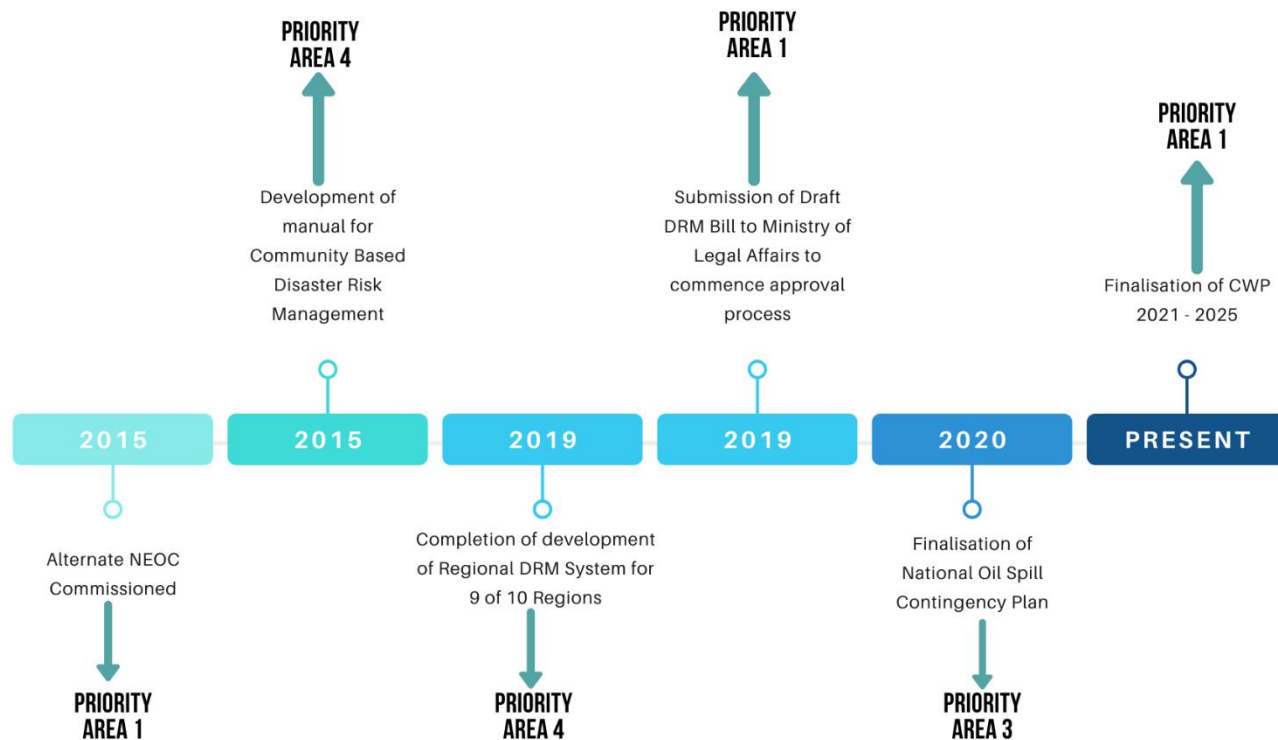 PRIORITY
AREA 4
Development of
manual for
Community Based
Disaster Risk
Management
PRIORITY
AREA 1
Submission of Draft
DRM Bill to Ministry of
Legal Affairs to
commence approval
process
PRIORITY
AREA 1
Finalisation of CWP
2021 - 2025
2015
2015
2019
2019
2020
PRESENT
Alternate NEOC
Commissioned
PRIORITY
AREA 1
Completion of development
of Regional DRM System for
9 of 10 Regions
PRIORITY
AREA 4
Finalisation of
National Oil Spill
Contingency Plan
PRIORITY
AREA 3